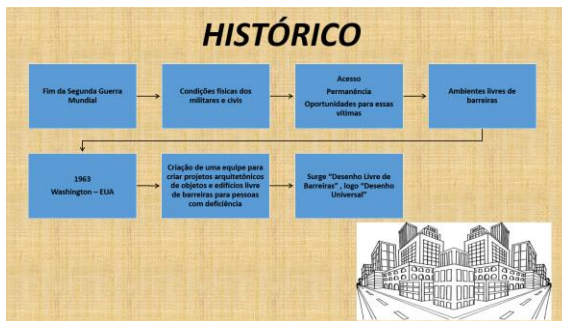 HISTÓRICO
Fim da Segunda Guerra
Mundial
Condições físicas dos
militares e civis
Acesso
Permanência
Oportunidades para essas
vítimas
Ambientes livres de
barreiras
1963
Washington – EUA
Criação de uma equipe para
criar projetos arquitetônicos
de objetos e edifícios livre
de barreiras para pessoas
com deficiência
Surge "Desenho Livre de
Barreiras" , logo "Desenho
Universal"